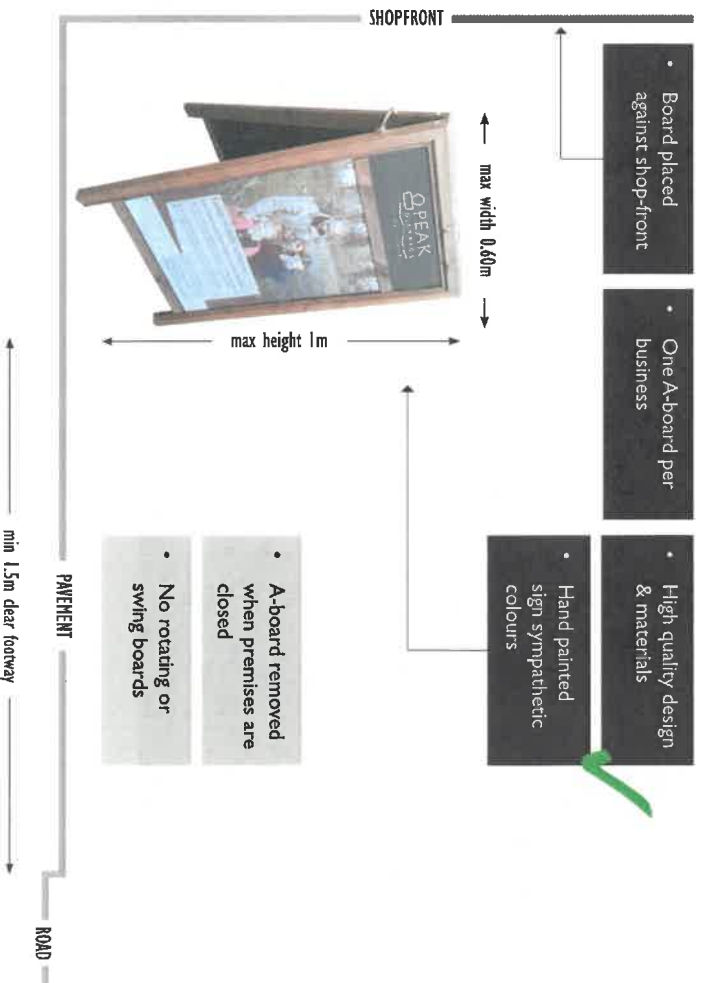 • Board placed
against shop-front
• One A-board per
business
• High quality design
& materials
• Hand painted
sign sympathetic
colours
SHOPFRONT
max width 0.60m
PEAK
max height 1m
• A-board removed
when premises are
closed
• No rotating or
swing boards
PAVEMENT
ROAD
min 1.5m clear footway